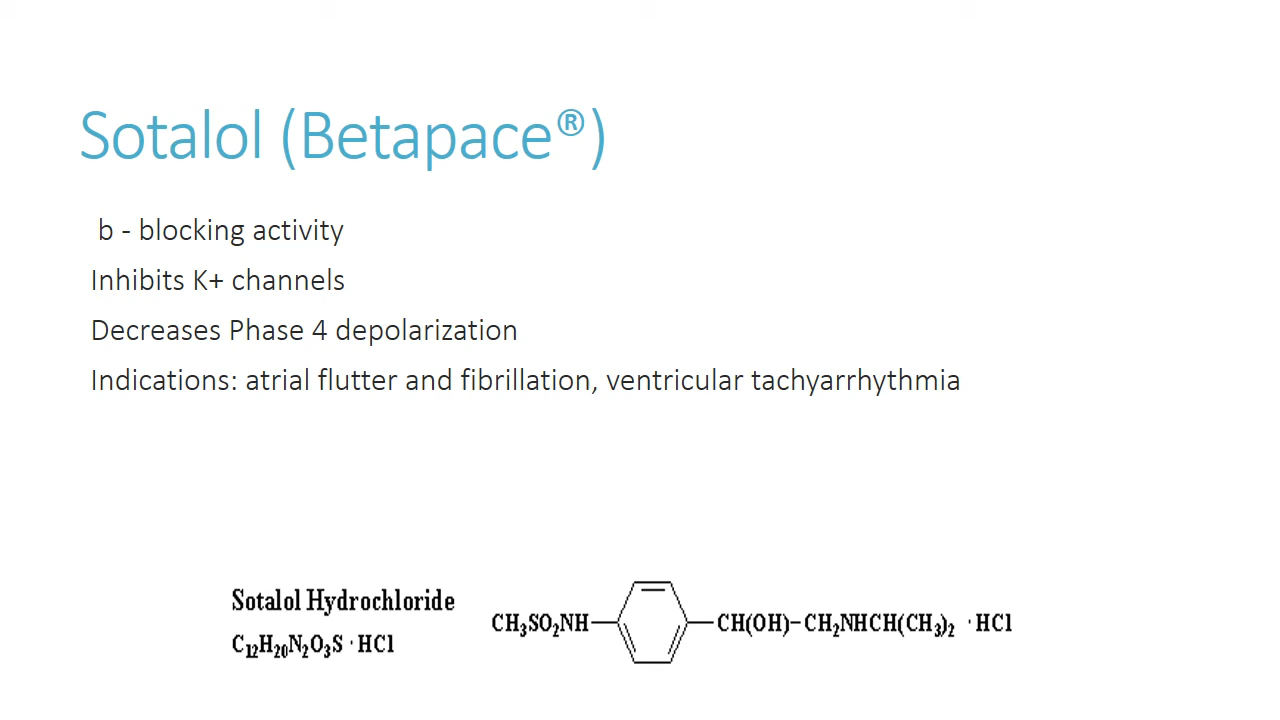 Sotalol (Betapace®)
b - blocking activity
Inhibits K+ channels
Decreases Phase 4 depolarization
Indications: atrial flutter and fibrillation, ventricular tachyarrhythmia
Sotalol Hydrochloride
C₁₂H₂₀N₂O₃S · HCl
CH₃SO₂NH— —CH(OH)–CH₂NHCH(CH₃)₂ · HCl